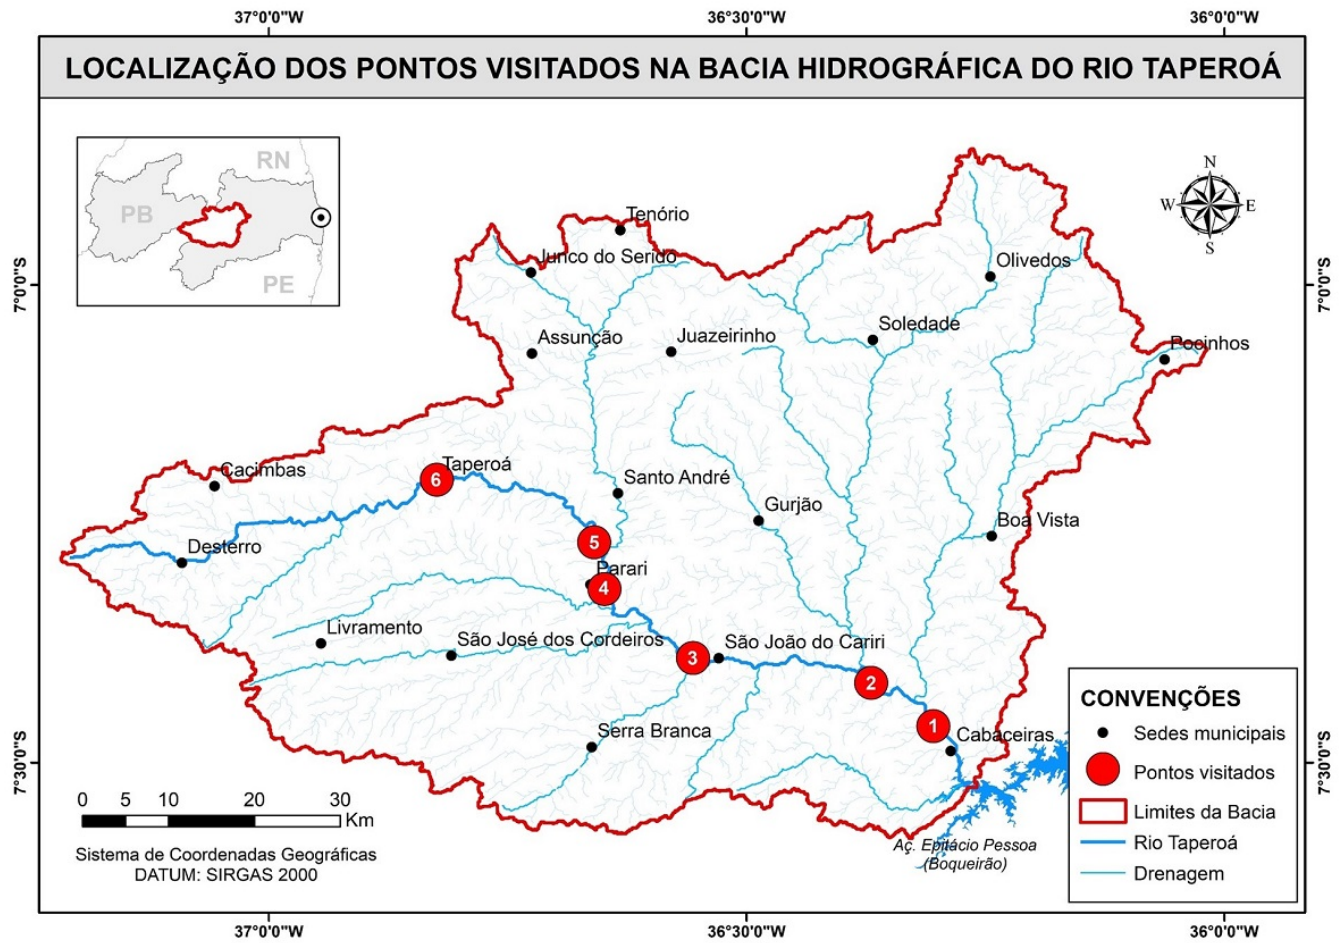 37°0'0"W
36°30'0"W
36°0'0"W
LOCALIZAÇÃO DOS PONTOS VISITADOS NA BACIA HIDROGRÁFICA DO RIO TAPEROÁ
RN
PB
PE
N
W
E
S
7°0'0"S
7°0'0"S
Tenório
Junco do Seridó
Olivedos
Assunção
Juazeirinho
Soledade
Pocinhos
Cacimbas
6
Taperoá
Santo André
Gurjão
Boa Vista
Desterro
5
Parari
4
Livramento
São José dos Cordeiros
3
São João do Cariri
2
Serra Branca
1
Cabaceiras
7°30'0"S
7°30'0"S
CONVENÇÕES
Sedes municipais
Pontos visitados
Limites da Bacia
Rio Taperoá
Drenagem
0 5 10 20 30
Km
Sistema de Coordenadas Geográficas
DATUM: SIRGAS 2000
Aç. Epitácio Pessoa
(Boqueirão)
37°0'0"W
36°30'0"W
36°0'0"W